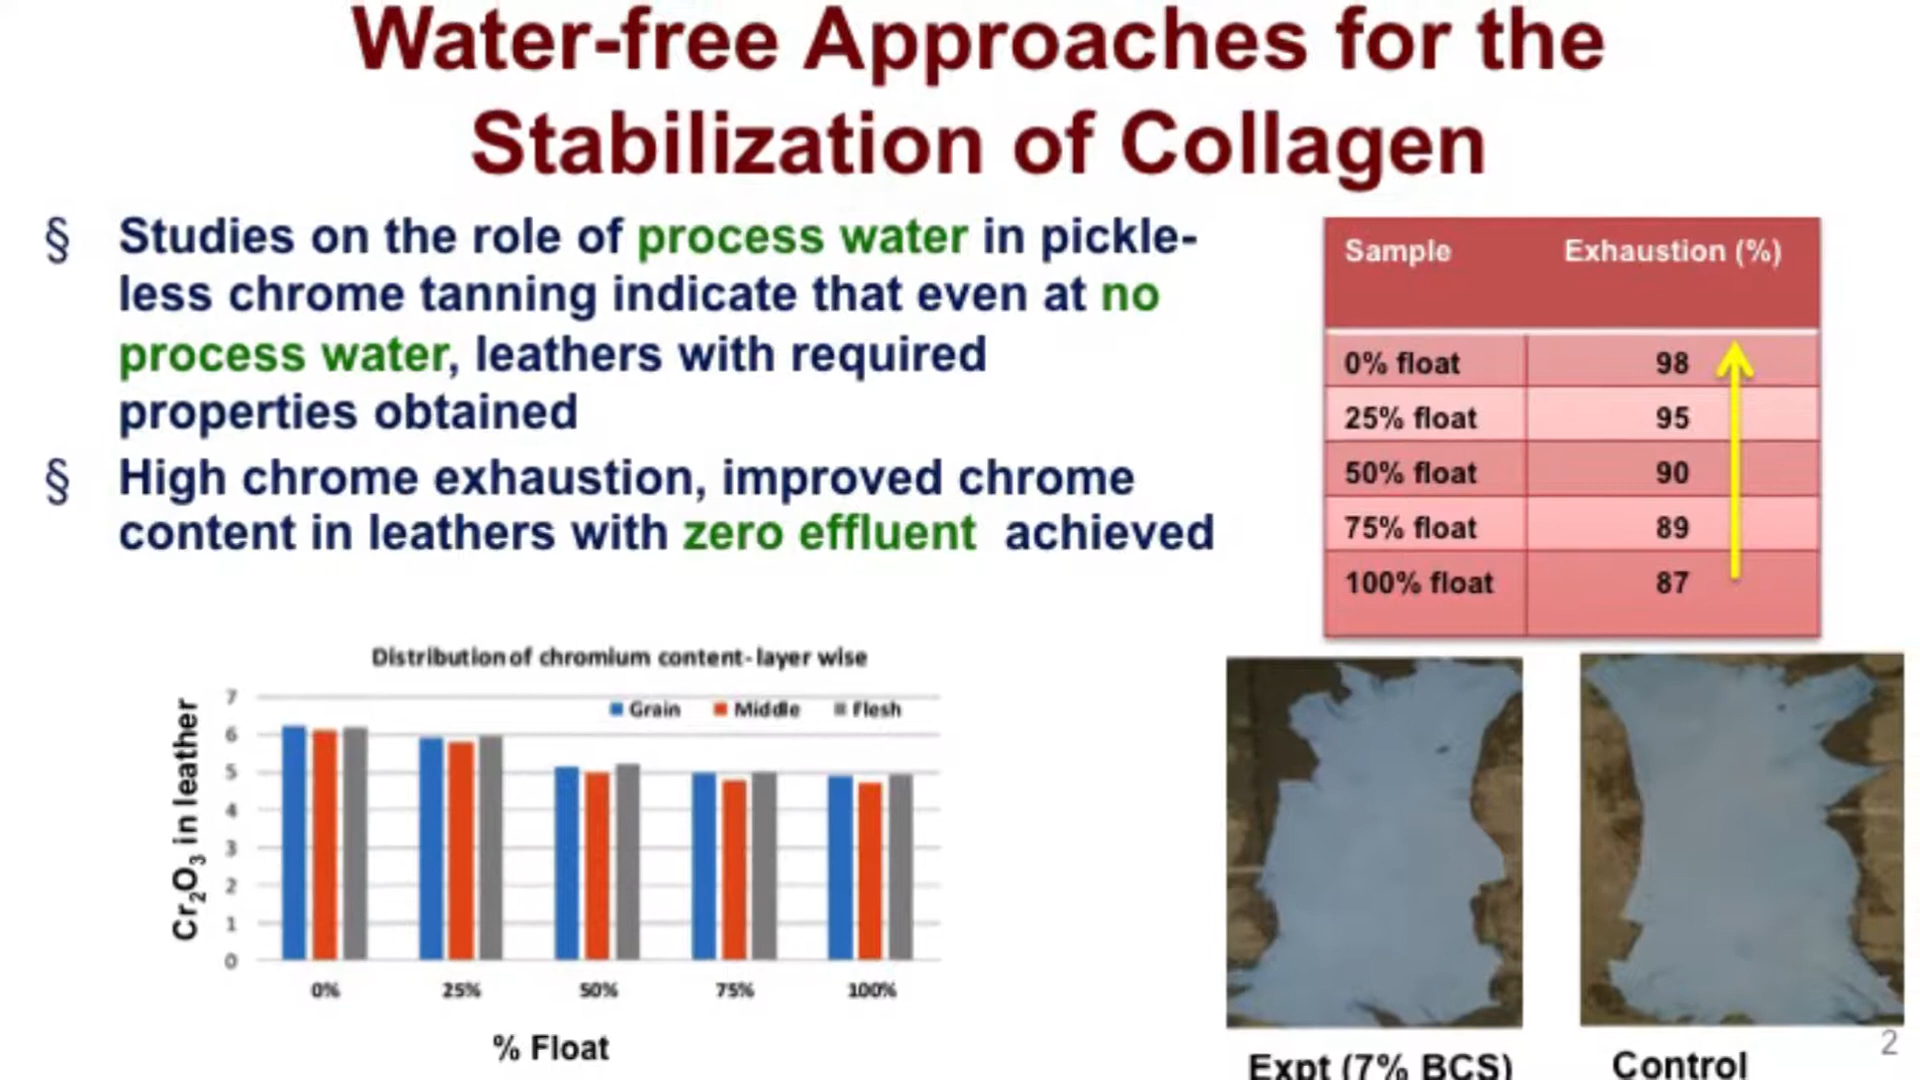 Water-free Approaches for the
Stabilization of Collagen
§ Studies on the role of process water in pickle-
less chrome tanning indicate that even at no
process water, leathers with required
properties obtained
§ High chrome exhaustion, improved chrome
content in leathers with zero effluent achieved
Sample Exhaustion (%)
0% float 98
25% float 95
50% float 90
75% float 89
100% float 87
Distribution of chromium content-layer wise
Cr₂O₃ in leather
7
6
5
4
3
2
1
0
Grain Middle Flesh
0% 25% 50% 75% 100%
% Float
Expt (7% BCS)
Control
2